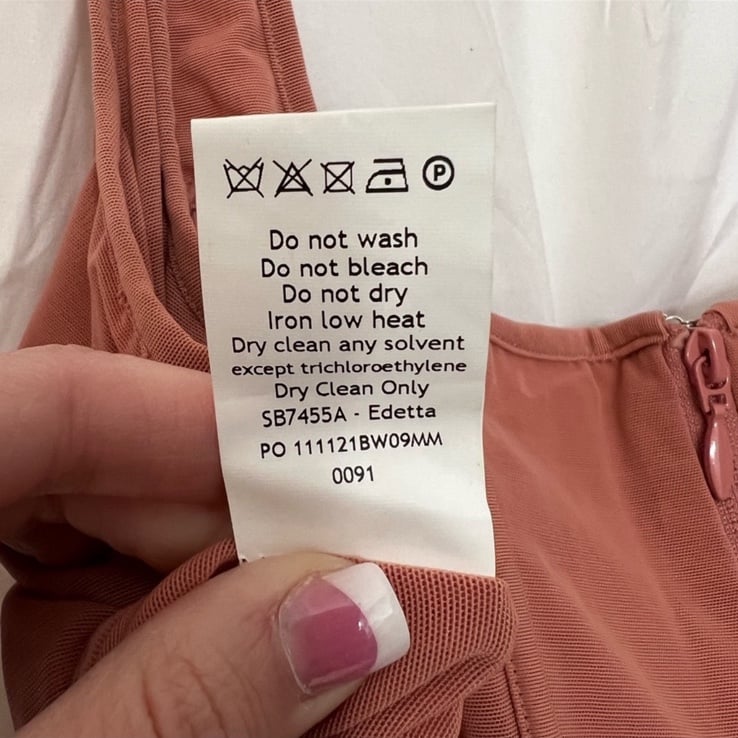 P
Do not wash
Do not bleach
Do not dry
Iron low heat
Dry clean any solvent
except trichloroethylene
Dry Clean Only
SB7455A - Edetta
PO 111121BW09MM
0091